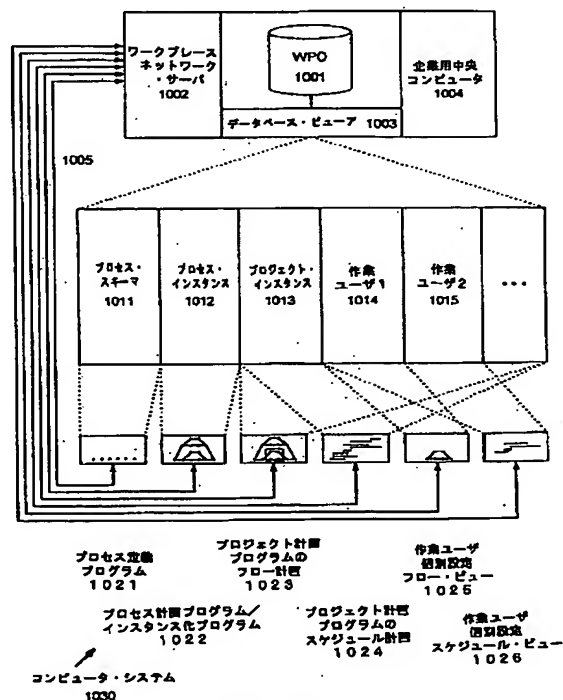 ワークプレース
ネットワーク
・サーバ
1002
WPO
1001
企業用中央
コンピュータ
1004
データベース・ビューア 1003
1005
プロセス・
スキーマ
1011
プロセス・
インスタンス
1012
プロジェクト・
インスタンス
1013
作業
ユーザ1
1014
作業
ユーザ2
1015
•••
プロセス定義
プログラム
1021
プロセス計画プログラム/
インスタンス化プログラム
1022
プロジェクト計画
プログラムの
フロー計画
1023
プロジェクト計画
プログラムの
スケジュール計画
1024
作業ユーザ
個別設定
フロー・ビュー
1025
作業ユーザ
個別設定
スケジュール・ビュー
1026
コンピュータ・システム
1030